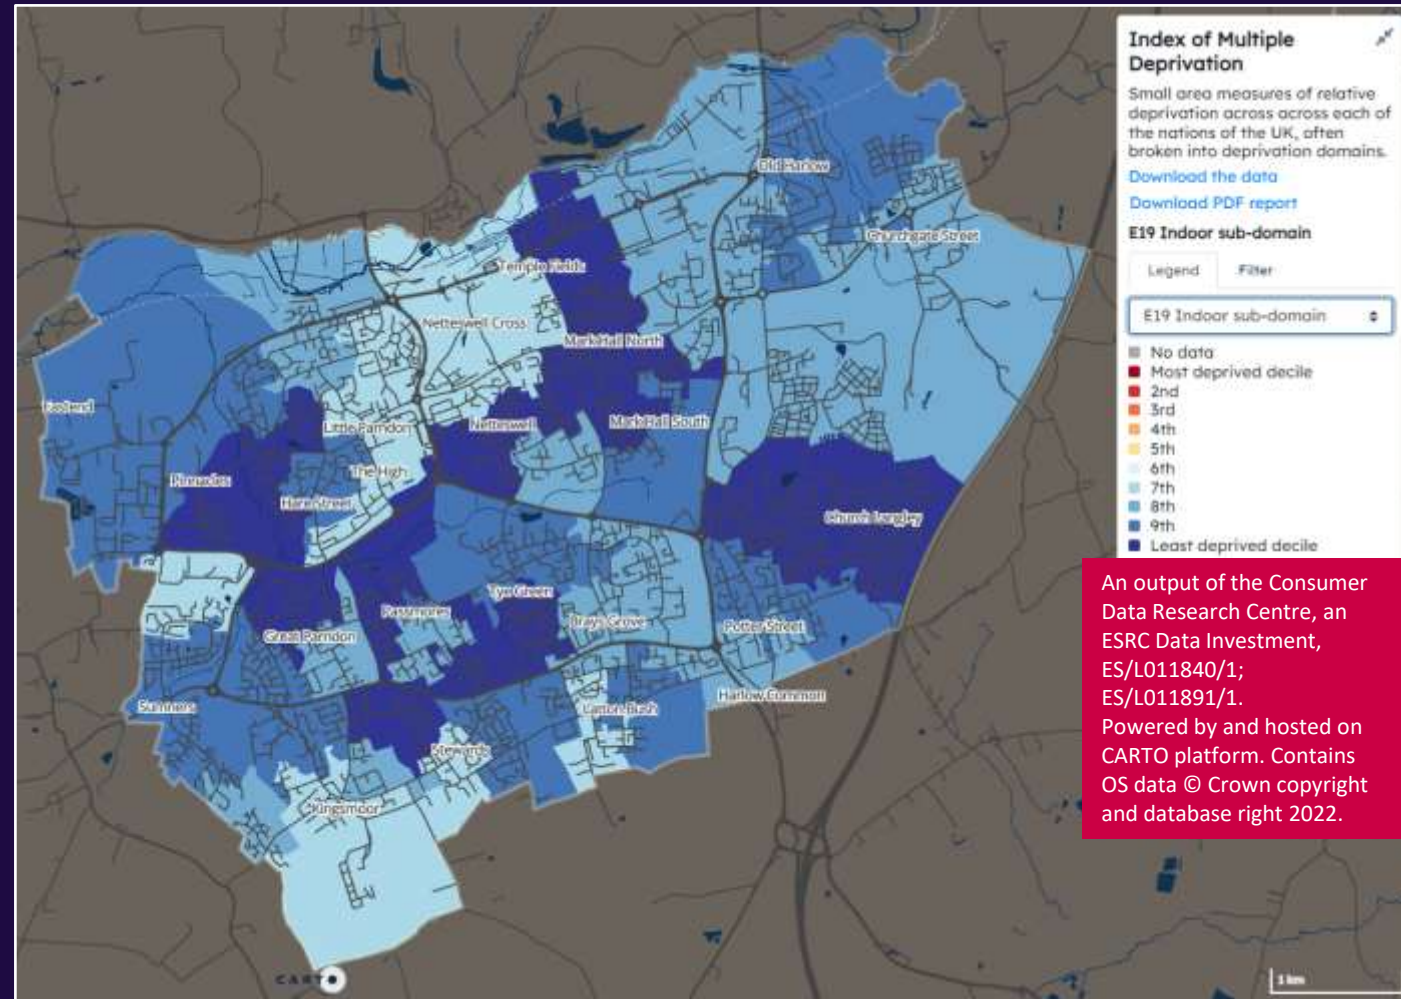 Index of Multiple
Deprivation
Small area measures of relative
deprivation across across each of
the nations of the UK, often
broken into deprivation domains.
Download the data
Download PDF report
E19 Indoor sub-domain
Legend
Filter
E19 Indoor sub-domain
No data
Most deprived decile
2nd
3rd
4th
5th
6th
7th
8th
9th
Least deprived decile
An output of the Consumer
Data Research Centre, an
ESRC Data Investment,
ES/L011840/1;
ES/L011891/1.
Powered by and hosted on
CARTO platform. Contains
OS data © Crown copyright
and database right 2022.
Old Harlow
Churchgate Street
Temple Fields
Netteswell Cross
Mark Hall North
Eastend
Little Parndon
Netteswell
Mark Hall South
The High
Pinnacles
Hare Street
Church Langley
Tye Green
Passmores
Brays Grove
Potter Street
Great Parndon
Harlow Common
Sumners
Latton Bush
Stewards
Kingsmoor
CARTO
1 km